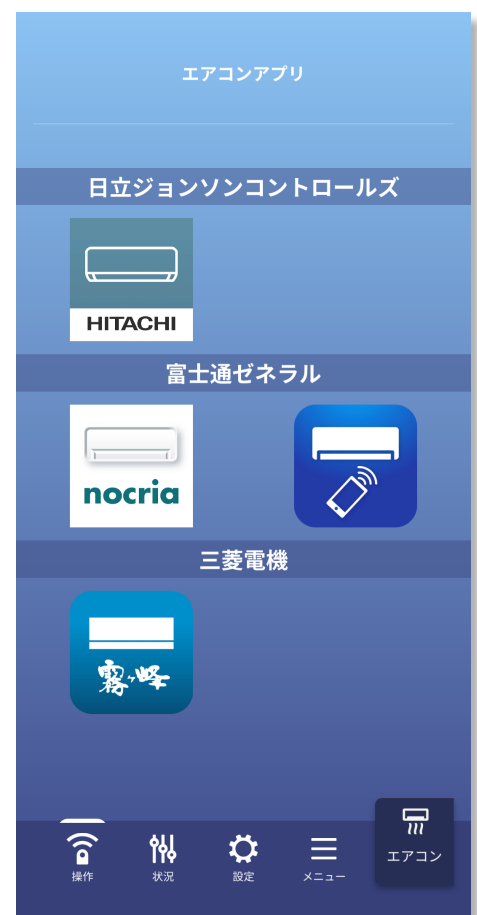 エアコンアプリ
日立ジョンソンコントロールズ
HITACHI
富士通ゼネラル
nocria
三菱電機
霧ヶ峰
操作
状況
設定
メニュー
エアコン